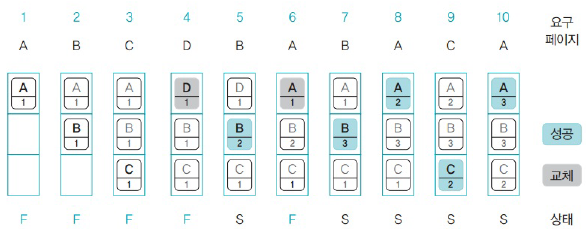 1 2 3 4 5 6 7 8 9 10 요구
페이지
A B C D B A B A C A
A A A D D A A A A A
1 1 1 1 1 1 1 2 2 3
B B B B B B B B B
1 1 1 2 2 3 3 3 3
성공
C C C C C C C C
1 1 1 1 1 1 2 2
교체
F F F F S F S S S S 상태